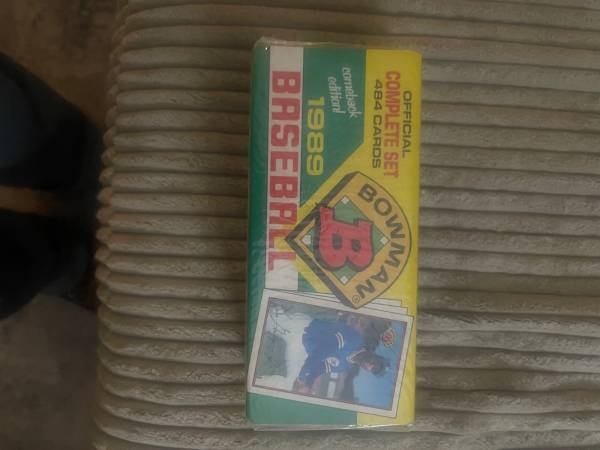 OFFICIAL
COMPLETE SET
484 CARDS
comeback
edition!
1989
BASEBALL
BOWMAN®
B